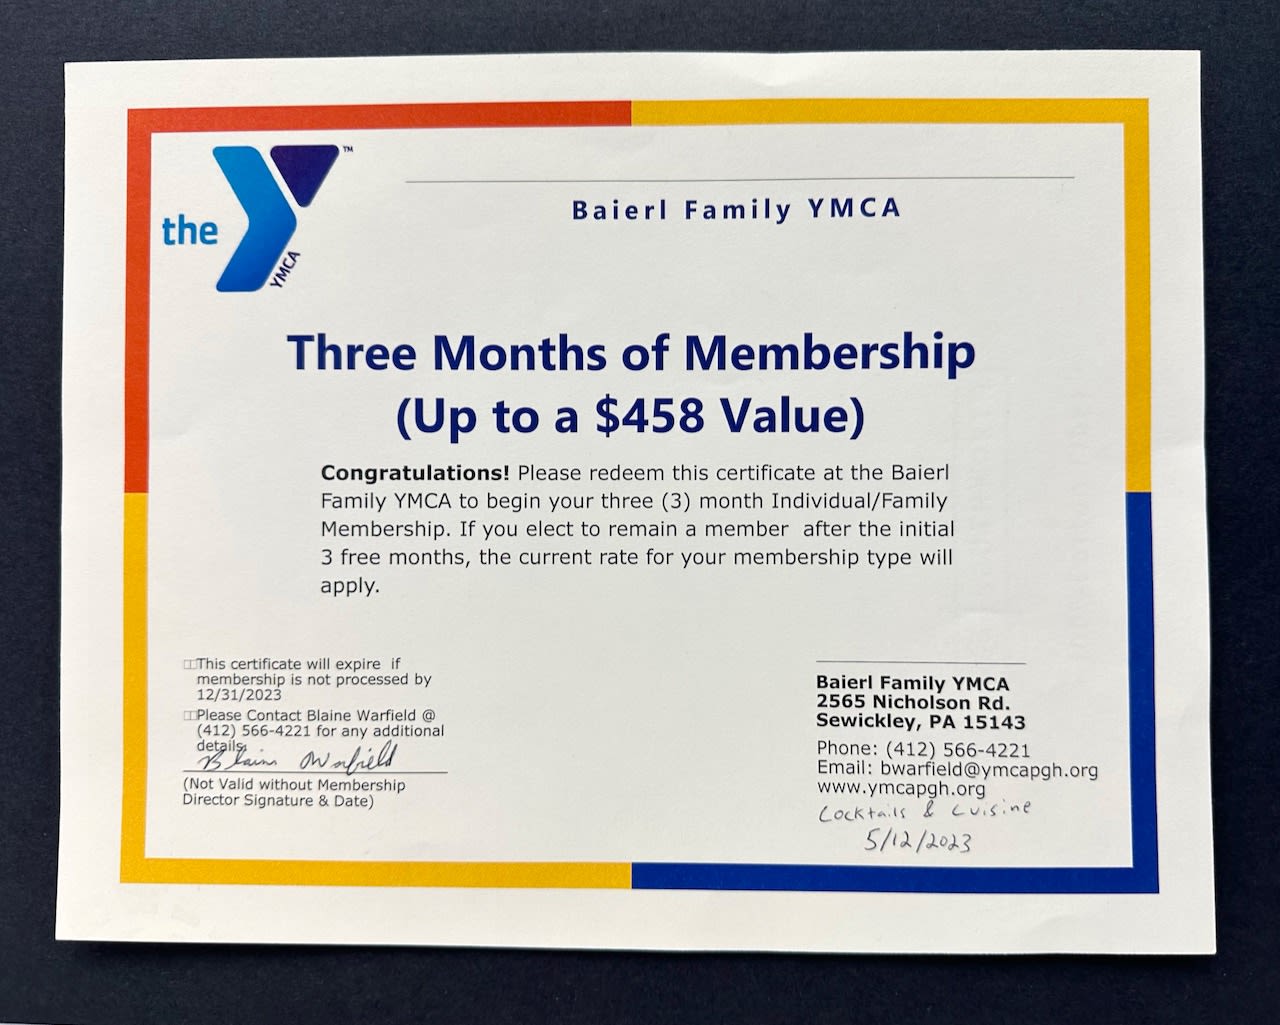 the
YMCA
™
Baierl Family YMCA
Three Months of Membership
(Up to a $458 Value)
Congratulations! Please redeem this certificate at the Baierl
Family YMCA to begin your three (3) month Individual/Family
Membership. If you elect to remain a member  after the initial
3 free months, the current rate for your membership type will
apply.
□□This certificate will expire  if
membership is not processed by
12/31/2023
□□Please Contact Blaine Warfield @
(412) 566-4221 for any additional
details.
Blaine Warfield
(Not Valid without Membership
Director Signature & Date)
Baierl Family YMCA
2565 Nicholson Rd.
Sewickley, PA 15143
Phone: (412) 566-4221
Email: bwarfield@ymcapgh.org
www.ymcapgh.org
Cocktails & Cuisine
5/12/2023